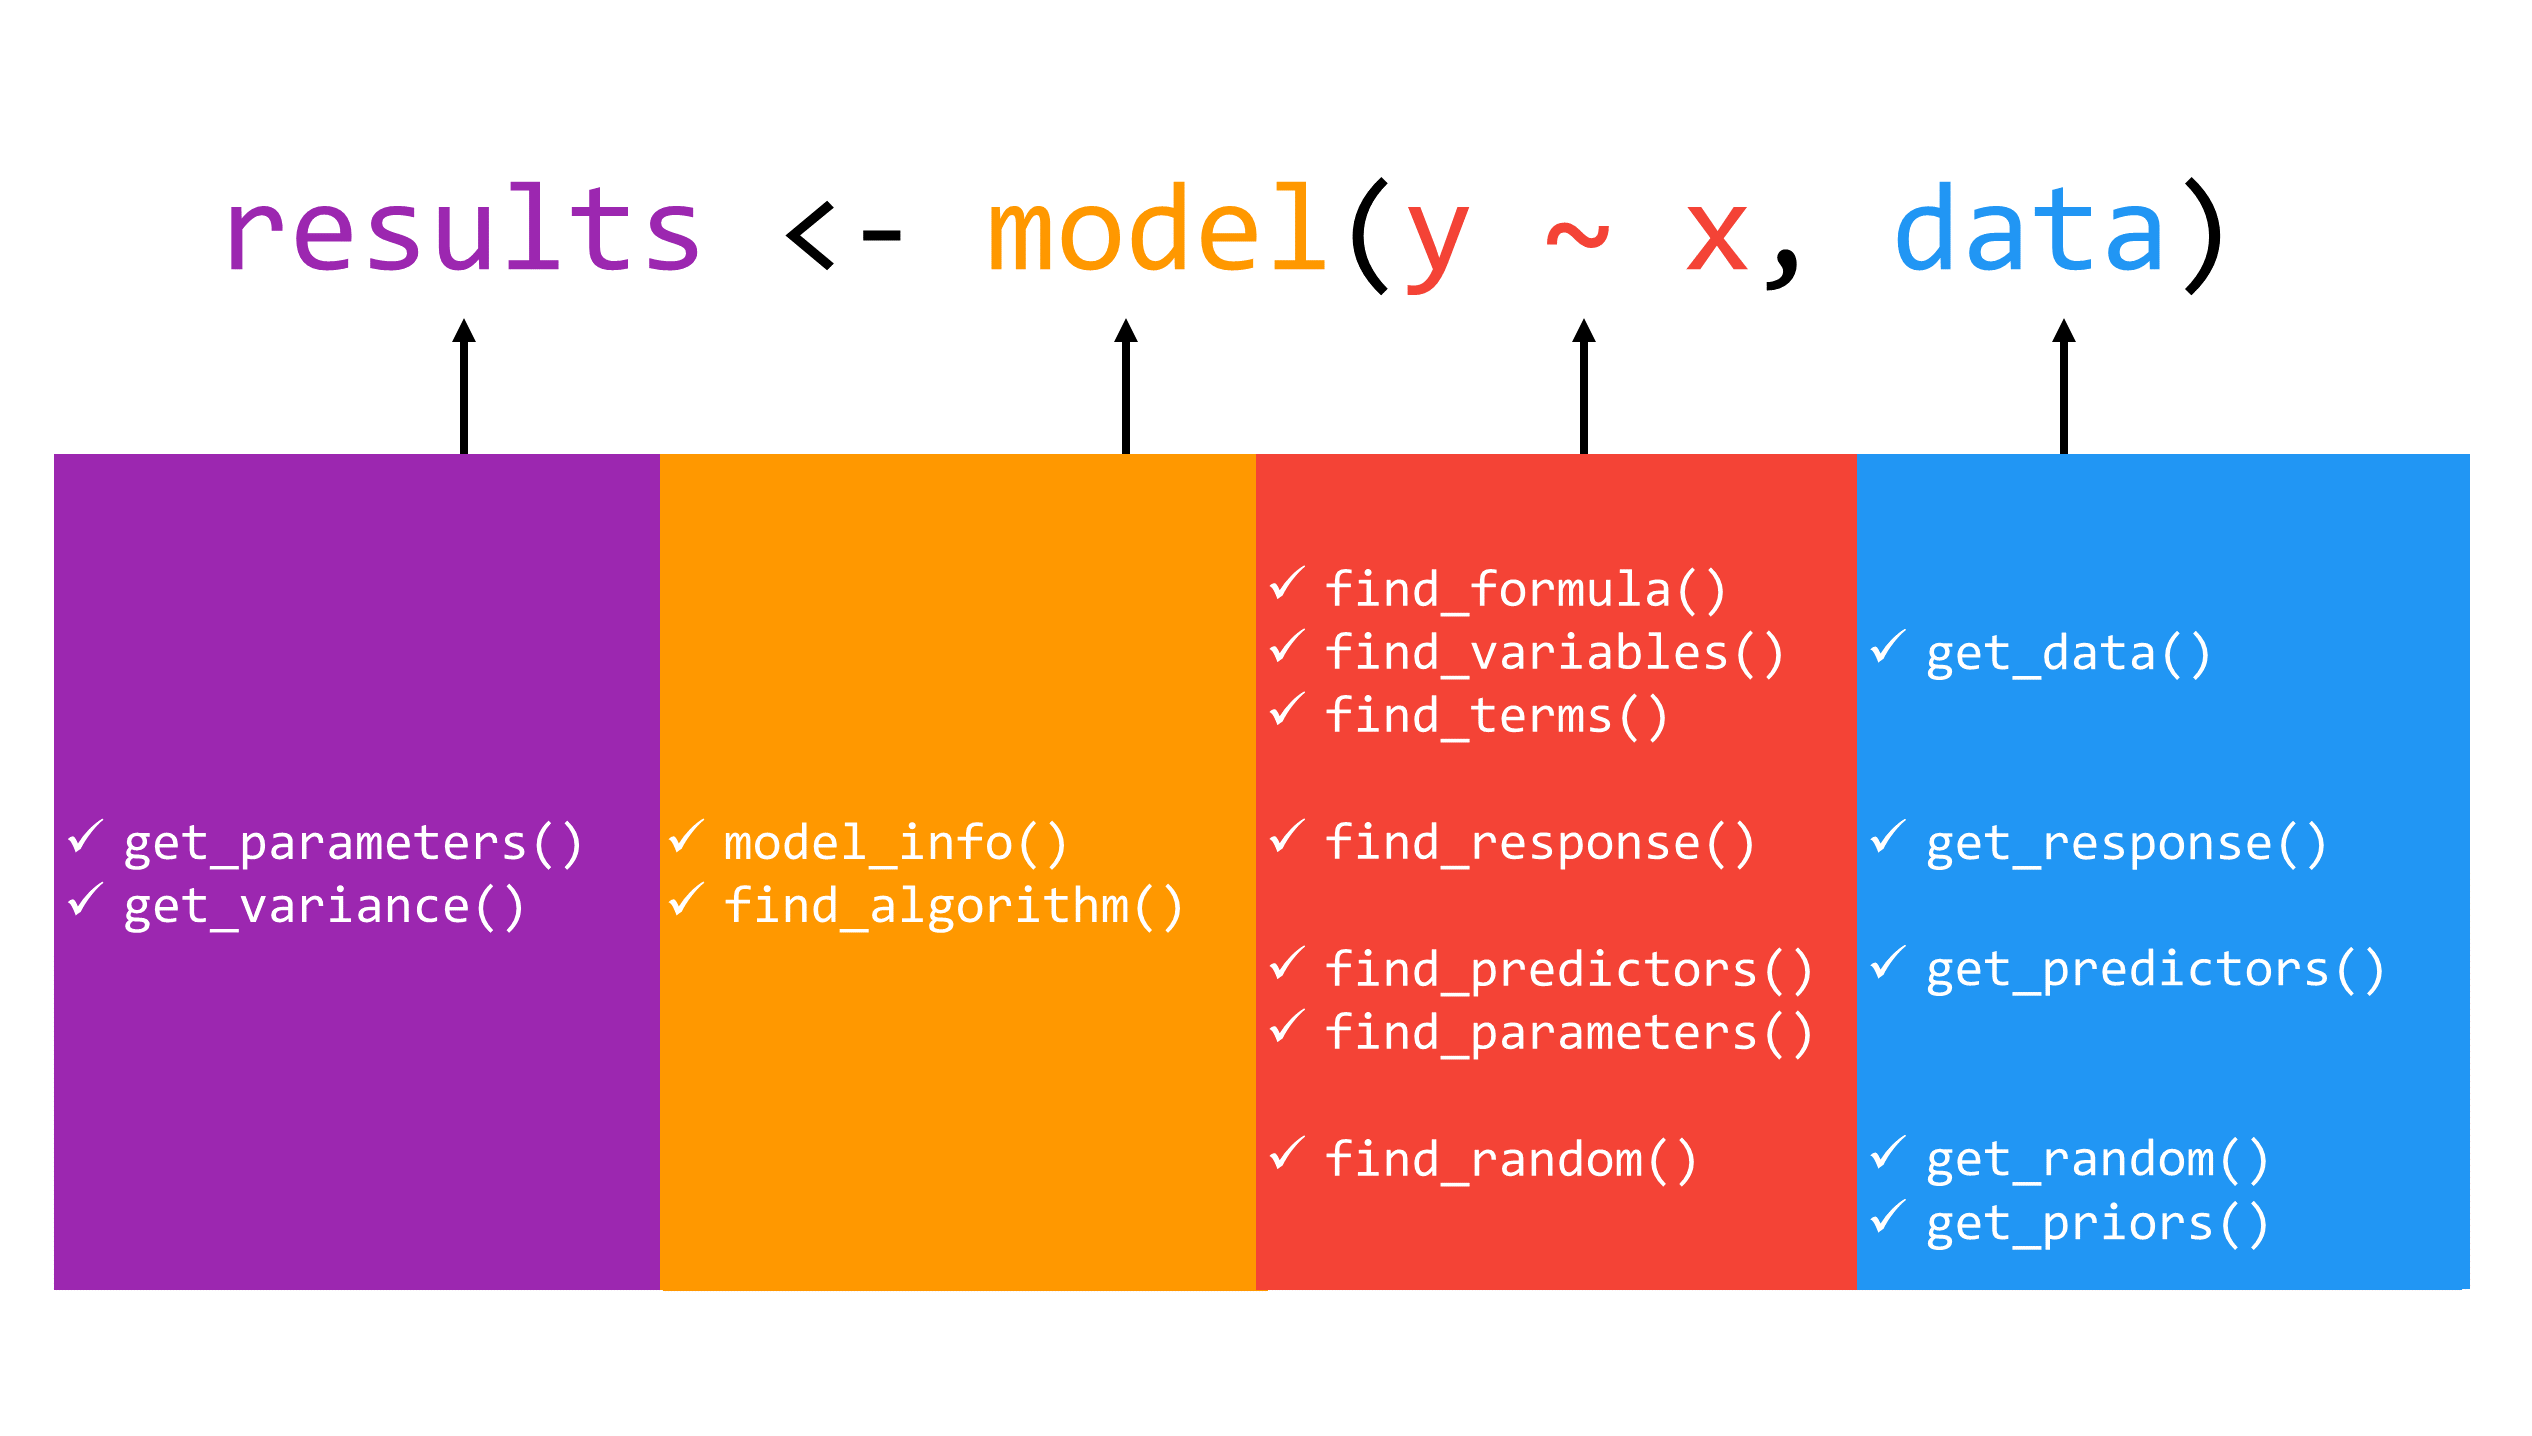 results <- model(y ~ x, data)
✓ get_parameters()
✓ get_variance()
✓ model_info()
✓ find_algorithm()
✓ find_formula()
✓ find_variables()
✓ find_terms()
✓ find_response()
✓ find_predictors()
✓ find_parameters()
✓ find_random()
✓ get_data()
✓ get_response()
✓ get_predictors()
✓ get_random()
✓ get_priors()